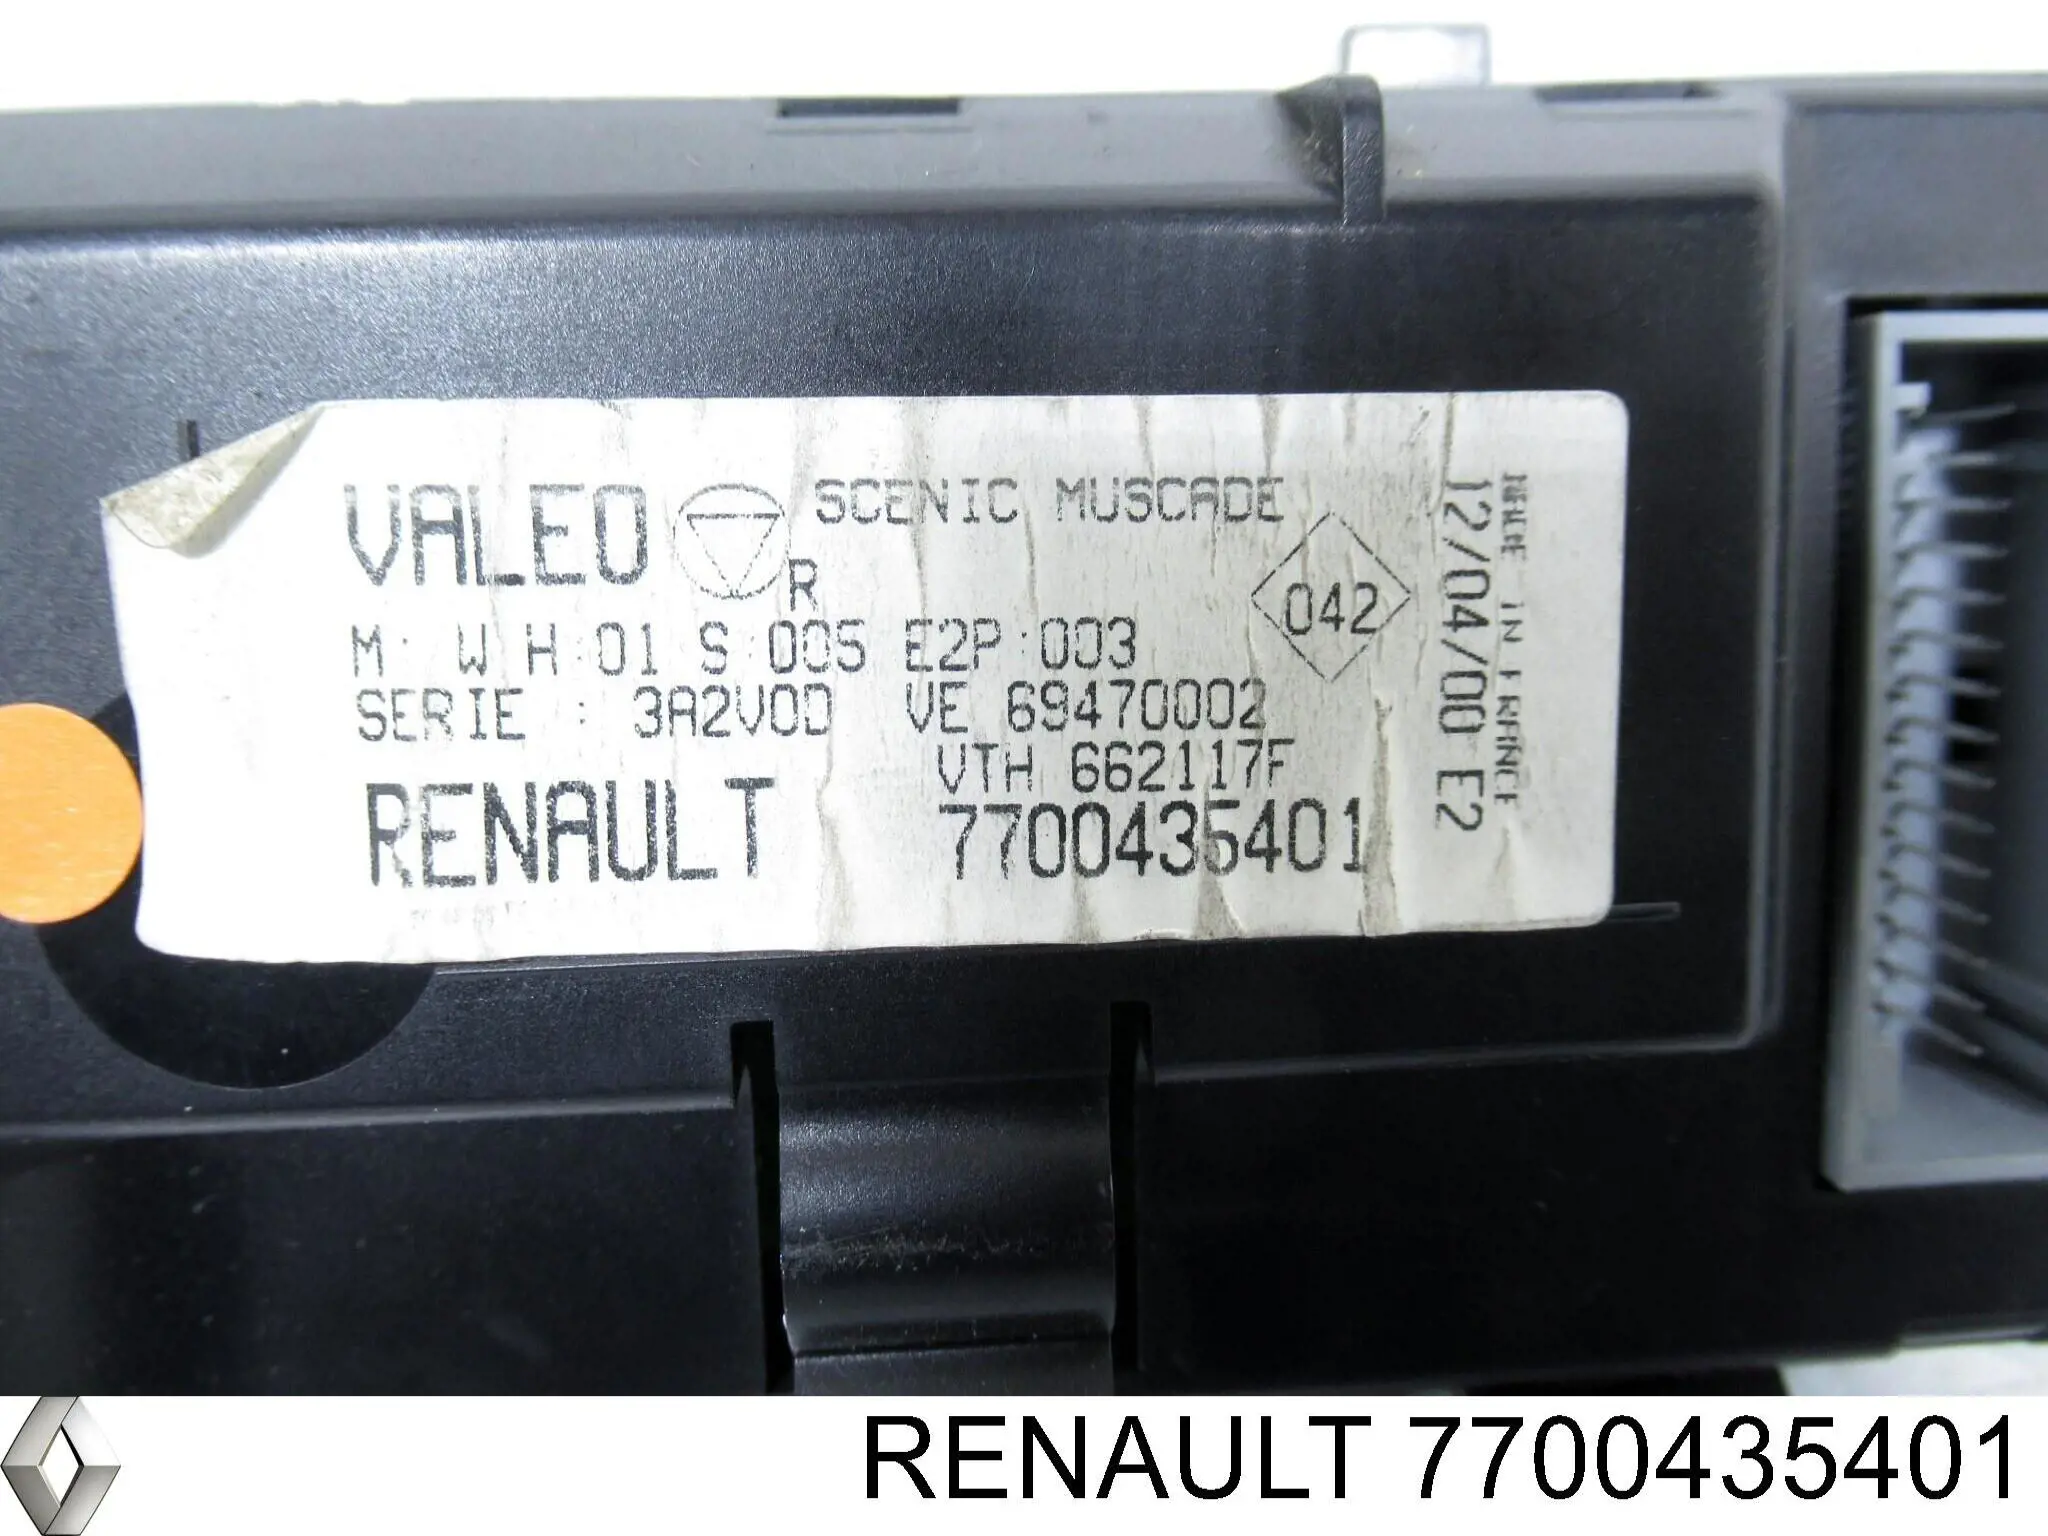 VALEO R SCENIC MUSCADE
M: W H:01 S:005 E2P:003
042
SERIE : 3A2V0D VE 69470002
VTH 662117F
RENAULT 7700435401
12/04/00 E2
MADE IN FRANCE
RENAULT 7700435401